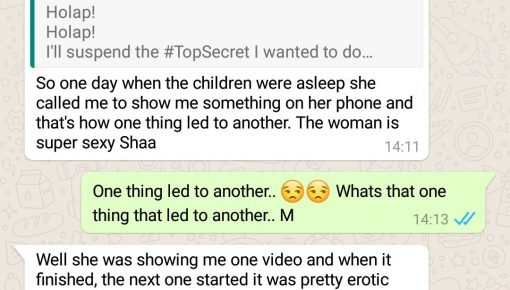 Holap!
Holap!
I'll suspend the #TopSecret I wanted to do…
So one day when the children were asleep she
called me to show me something on her phone and
that's how one thing led to another. The woman is
super sexy Shaa
14:11
One thing led to another.. 😒😒 Whats that one
thing that led to another.. M
14:13
Well she was showing me one video and when it
finished, the next one started it was pretty erotic